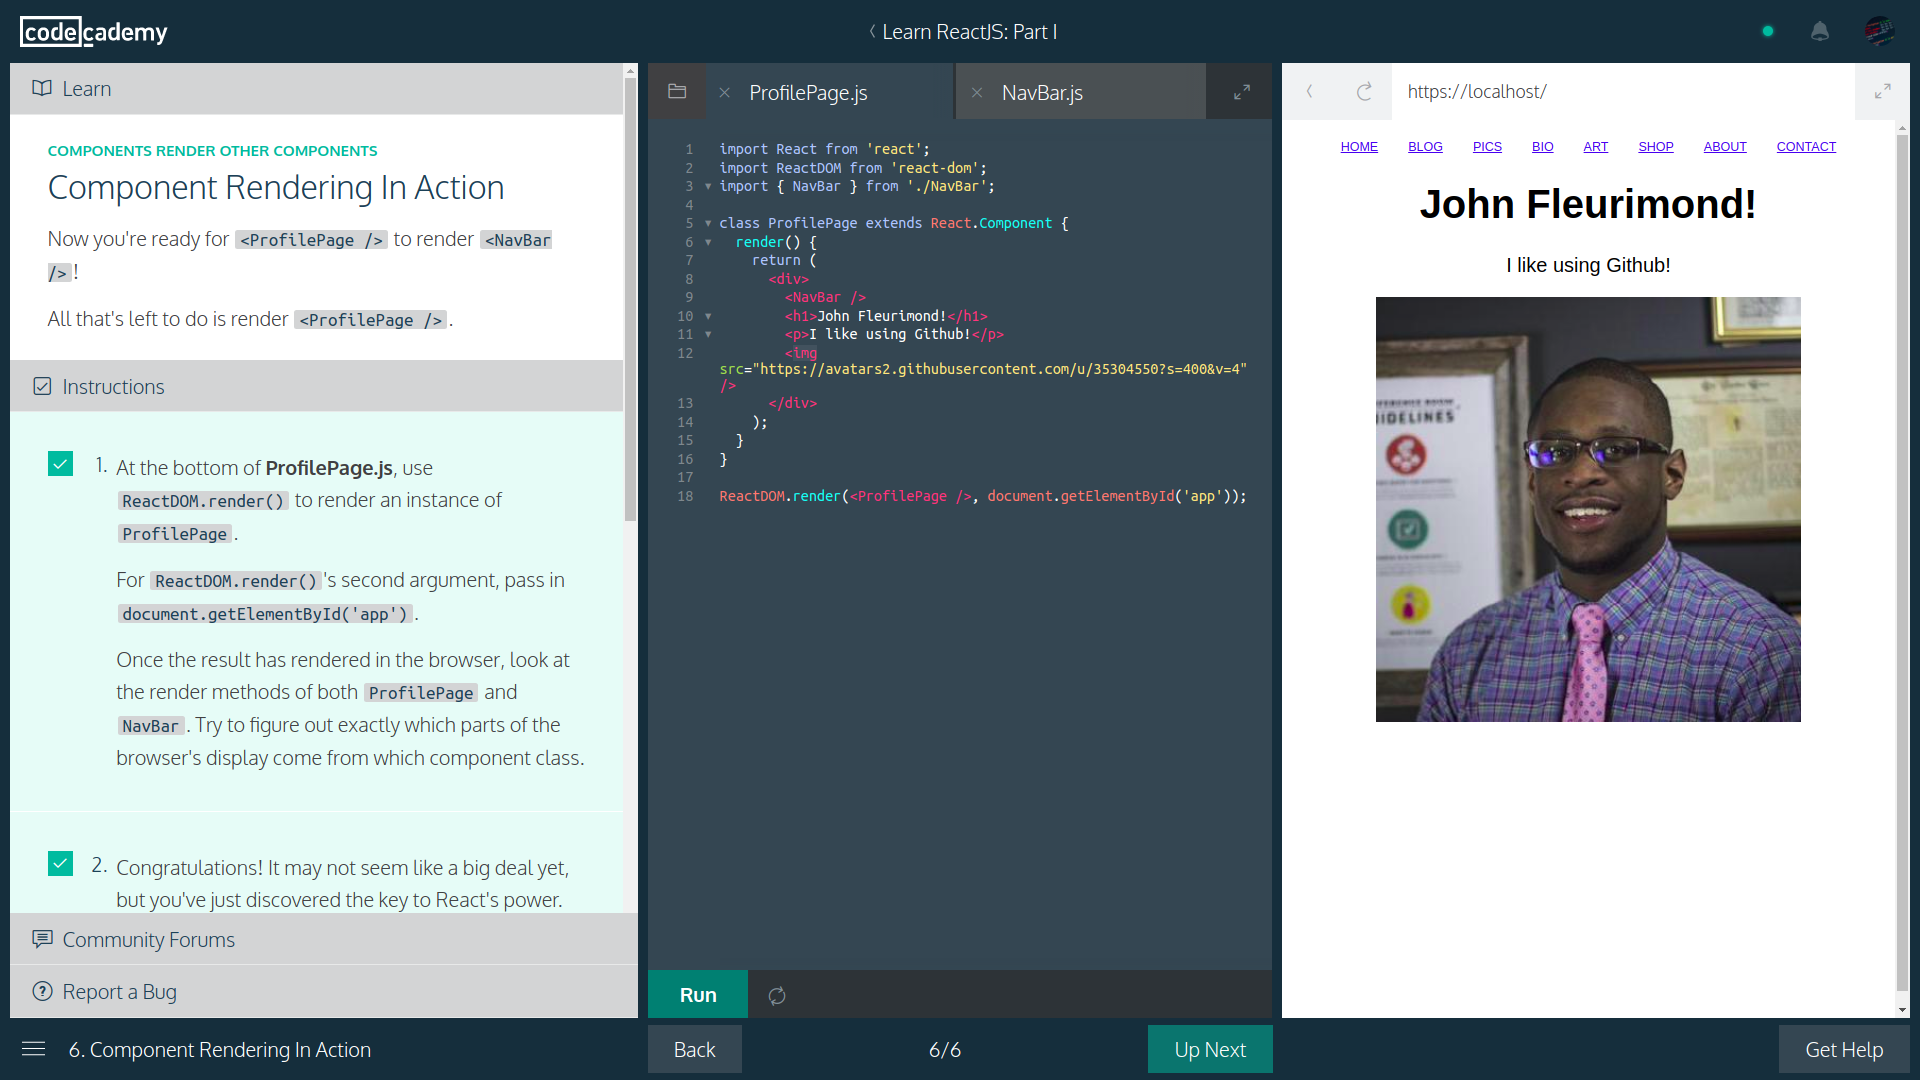 codecademy
Learn ReactJS: Part I
Learn
COMPONENTS RENDER OTHER COMPONENTS
Component Rendering In Action
Now you're ready for <ProfilePage /> to render <NavBar
/>!
All that's left to do is render <ProfilePage />.
Instructions
1. At the bottom of ProfilePage.js, use
ReactDOM.render() to render an instance of
ProfilePage.
For ReactDOM.render()'s second argument, pass in
document.getElementById('app').
Once the result has rendered in the browser, look at
the render methods of both ProfilePage and
NavBar. Try to figure out exactly which parts of the
browser's display come from which component class.
2. Congratulations! It may not seem like a big deal yet,
but you've just discovered the key to React's power.
Community Forums
Report a Bug
6. Component Rendering In Action
ProfilePage.js
NavBar.js
1 import React from 'react';
2 import ReactDOM from 'react-dom';
3 import { NavBar } from './NavBar';
4
5 class ProfilePage extends React.Component {
6 render() {
7 return (
8 <div>
9 <NavBar />
10 <h1>John Fleurimond!</h1>
11 <p>I like using Github!</p>
12 <img
src="https://avatars2.githubusercontent.com/u/35304550?s=400&v=4"
/>
13 </div>
14 );
15 }
16 }
17
18 ReactDOM.render(<ProfilePage />, document.getElementById('app'));
Run
Back
6/6
Up Next
https://localhost/
HOME BLOG PICS BIO ART SHOP ABOUT CONTACT
John Fleurimond!
I like using Github!
Get Help